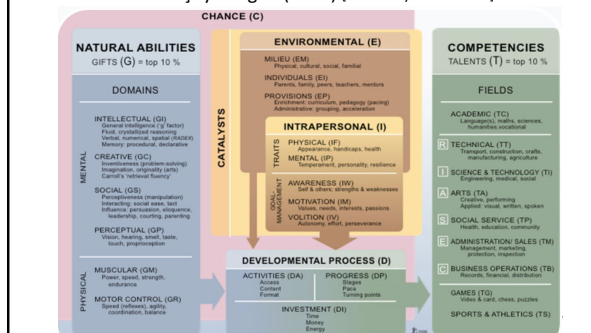 CHANCE (C)
NATURAL ABILITIES
GIFTS (G) = top 10 %
DOMAINS
MENTAL
INTELLECTUAL (GI)
General intelligence ('g' factor)
Fluid, crystallized reasoning
Verbal, numerical, spatial (RADEX)
Memory: procedural, declarative
CREATIVE (GC)
Inventiveness (problem-solving)
Imagination, originality (arts)
Carroll's 'retrieval fluency'
SOCIAL (GS)
Perceptiveness (manipulation)
Interacting: social ease, tact
Influence: persuasion, eloquence,
leadership, courting, parenting
PERCEPTUAL (GP)
Vision, hearing, smell, taste,
touch, proprioception
PHYSICAL
MUSCULAR (GM)
Power, speed, strength,
endurance
MOTOR CONTROL (GR)
Speed (reflexes), agility,
coordination, balance
CATALYSTS
ENVIRONMENTAL (E)
MILIEU (EM)
Physical, cultural, social, familial
INDIVIDUALS (EI)
Parents, family, peers, teachers, mentors
PROVISIONS (EP)
Enrichment: curriculum, pedagogy (pacing)
Administrative: grouping, acceleration
INTRAPERSONAL (I)
TRAITS
PHYSICAL (IF)
Appearance, handicaps, health
MENTAL (IP)
Temperament, personality, resilience
GOAL-
MANAGEMENT
AWARENESS (IW)
Self & others; strengths & weaknesses
MOTIVATION (IM)
Values, needs, interests, passions
VOLITION (IV)
Autonomy, effort, perseverance
DEVELOPMENTAL PROCESS (D)
ACTIVITIES (DA)
Access
Content
Format
PROGRESS (DP)
Stages
Pace
Turning points
INVESTMENT (DI)
Time
Money
Energy
COMPETENCIES
TALENTS (T) = top 10 %
FIELDS
ACADEMIC (TC)
Language(s), maths, sciences,
humanities,vocational
R TECHNICAL (TT)
Transport, construction, crafts,
manufacturing, agriculture
I SCIENCE & TECHNOLOGY (TI)
Engineering, medical, social
A ARTS (TA)
Creative, performing
Applied: visual, written, spoken
S SOCIAL SERVICE (TP)
Health, education, community
E ADMINISTRATION/ SALES (TM)
Management, marketing,
protection, inspection
C BUSINESS OPERATIONS (TB)
Records, financial, distribution
GAMES (TG)
Video & card, chess, puzzles
SPORTS & ATHLETICS (TS)